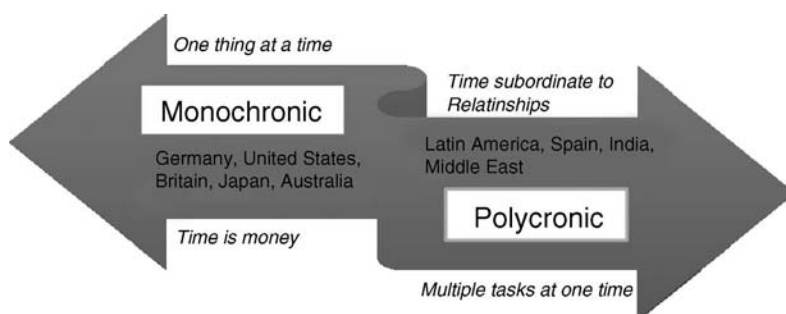 One thing at a time
Monochronic
Germany, United States,
Britain, Japan, Australia
Time is money
Time subordinate to
Relatinships
Latin America, Spain, India,
Middle East
Polycronic
Multiple tasks at one time